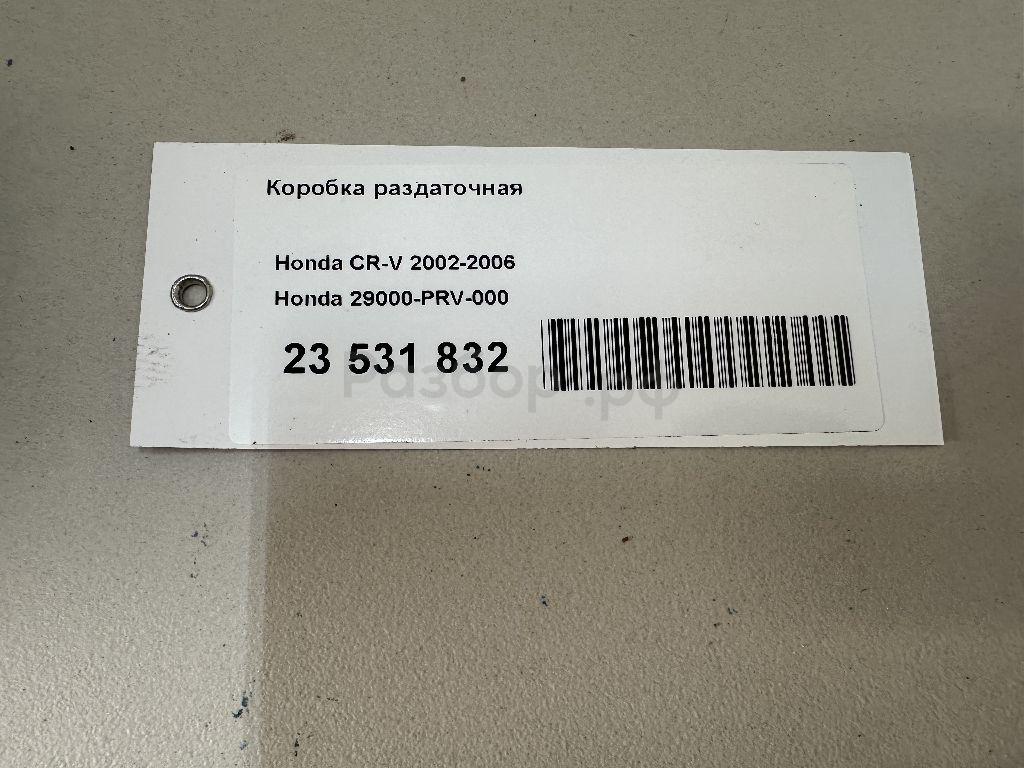 Коробка раздаточная
Honda CR-V 2002-2006
Honda 29000-PRV-000
23 531 832
Разбор.рф